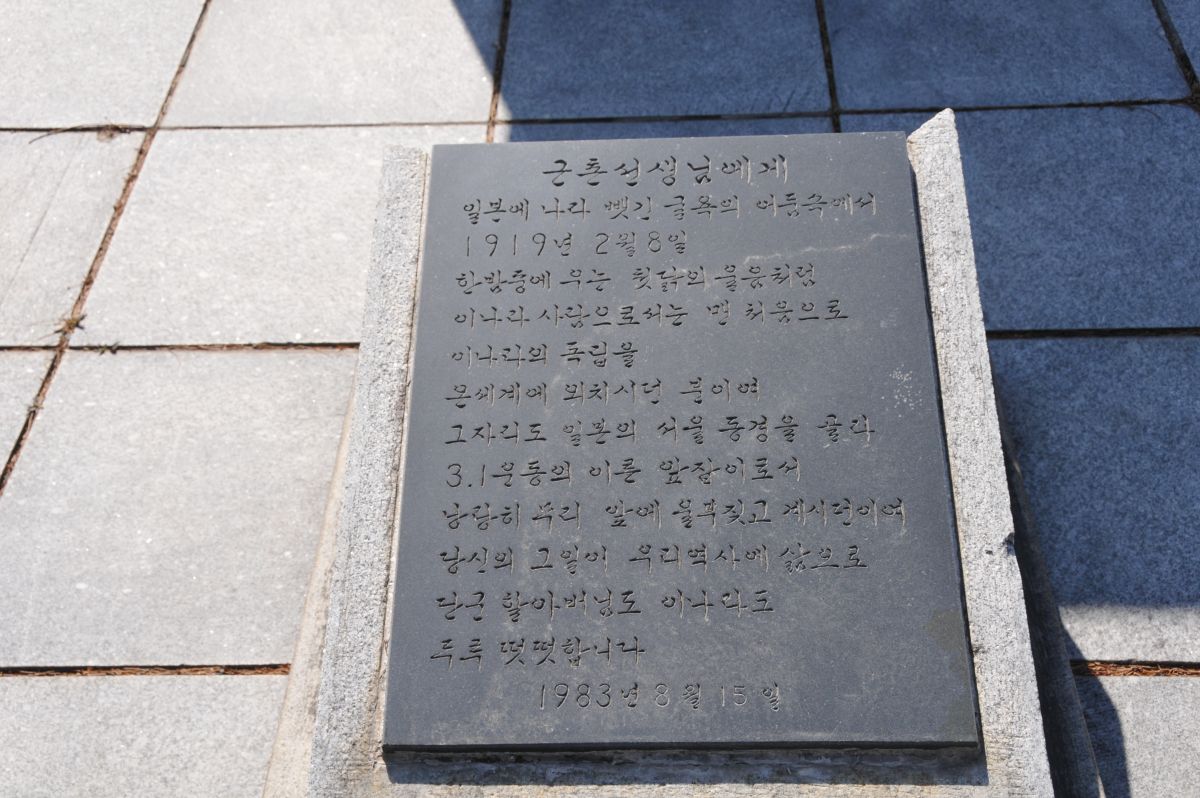 근촌선생님에게
일본에 나라 뺏긴 굴욕의 어둠속에서
1919년 2월 8일
한밤중에 우는 첫닭의 울음처럼
이나라 사람으로서는 맨 처음으로
이나라의 독립을
온세계에 외치시던 분이여
그자리도 일본의 서울 동경을 골라
3.1운동의 이른 앞잡이로서
낭랑히 우리 앞에 울부짖고 계시던이여
당신의 그일이 우리역사에 삶으로
단군 할아버님도 이나라도
두루 떳떳합니다
1983년 8월 15일